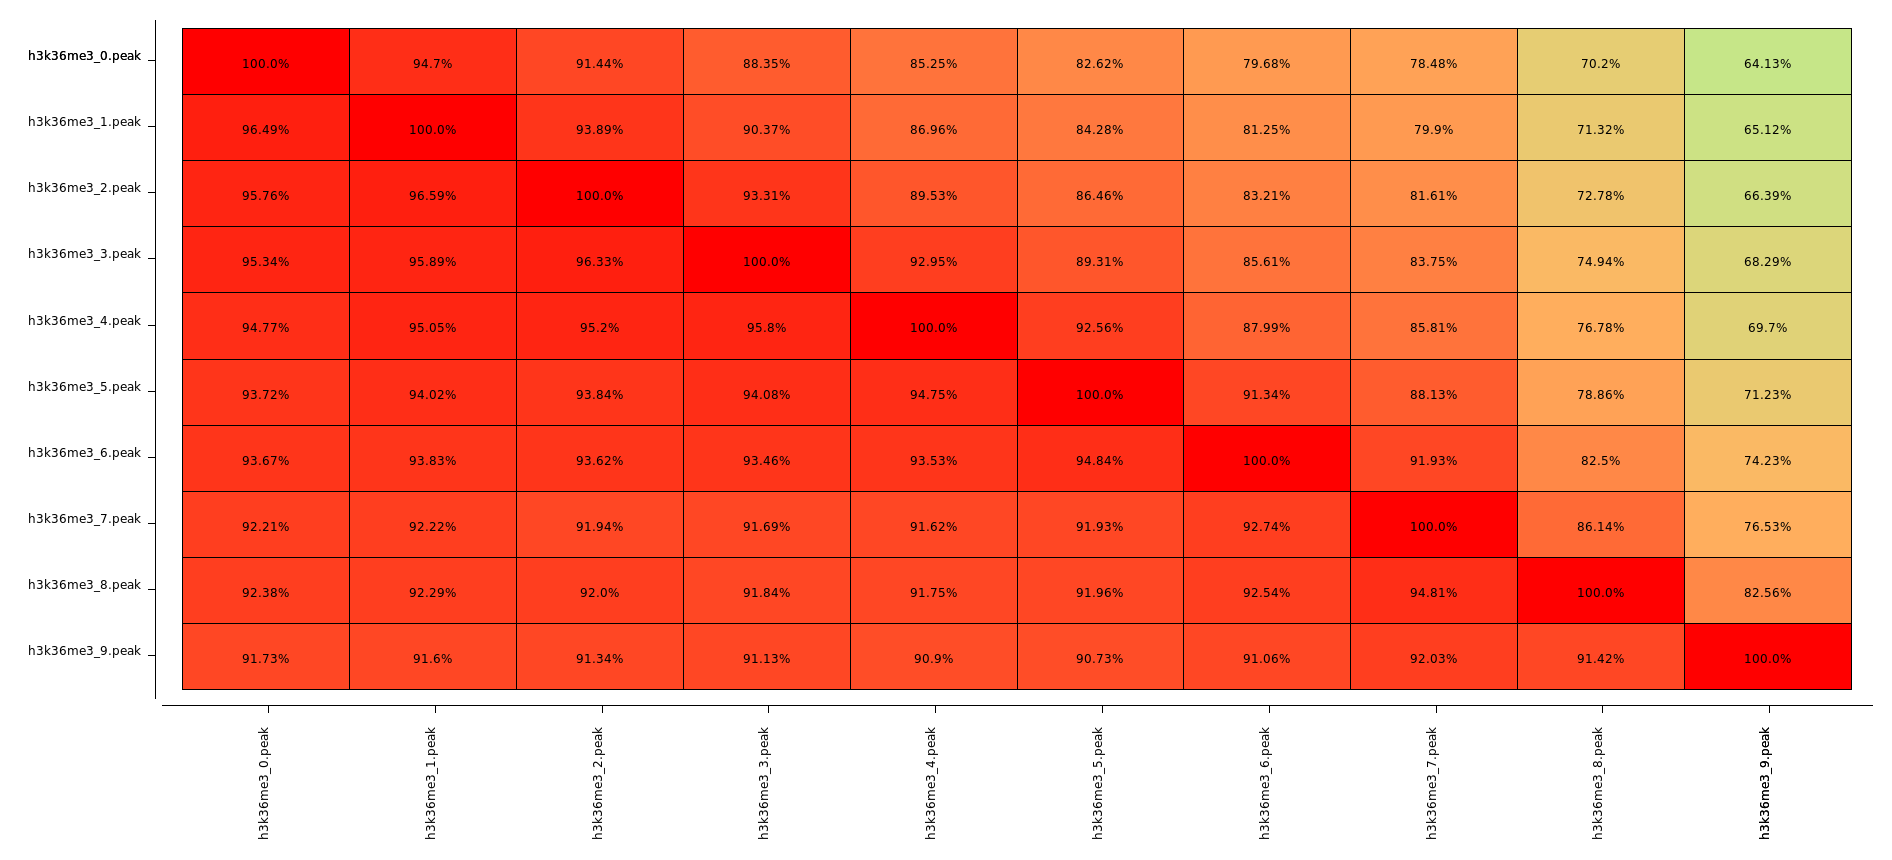 h3k36me3_0.peak 100.0% 94.7% 91.44% 88.35% 85.25% 82.62% 79.68% 78.48% 70.2% 64.13%
h3k36me3_1.peak 96.49% 100.0% 93.89% 90.37% 86.96% 84.28% 81.25% 79.9% 71.32% 65.12%
h3k36me3_2.peak 95.76% 96.59% 100.0% 93.31% 89.53% 86.46% 83.21% 81.61% 72.78% 66.39%
h3k36me3_3.peak 95.34% 95.89% 96.33% 100.0% 92.95% 89.31% 85.61% 83.75% 74.94% 68.29%
h3k36me3_4.peak 94.77% 95.05% 95.2% 95.8% 100.0% 92.56% 87.99% 85.81% 76.78% 69.7%
h3k36me3_5.peak 93.72% 94.02% 93.84% 94.08% 94.75% 100.0% 91.34% 88.13% 78.86% 71.23%
h3k36me3_6.peak 93.67% 93.83% 93.62% 93.46% 93.53% 94.84% 100.0% 91.93% 82.5% 74.23%
h3k36me3_7.peak 92.21% 92.22% 91.94% 91.69% 91.62% 91.93% 92.74% 100.0% 86.14% 76.53%
h3k36me3_8.peak 92.38% 92.29% 92.0% 91.84% 91.75% 91.96% 92.54% 94.81% 100.0% 82.56%
h3k36me3_9.peak 91.73% 91.6% 91.34% 91.13% 90.9% 90.73% 91.06% 92.03% 91.42% 100.0%
h3k36me3_0.peak
h3k36me3_1.peak
h3k36me3_2.peak
h3k36me3_3.peak
h3k36me3_4.peak
h3k36me3_5.peak
h3k36me3_6.peak
h3k36me3_7.peak
h3k36me3_8.peak
h3k36me3_9.peak